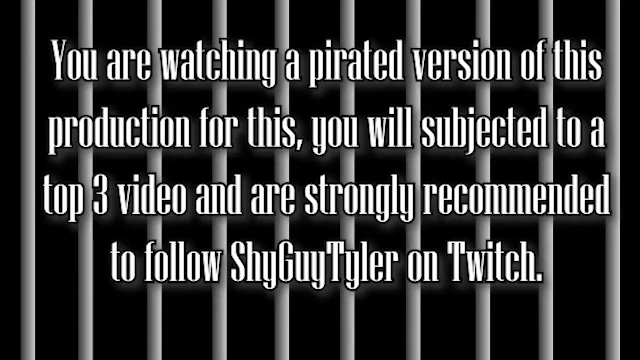 You are watching a pirated version of this
production for this, you will subjected to a
top 3 video and are strongly recommended
to follow ShyGuyTyler on Twitch.